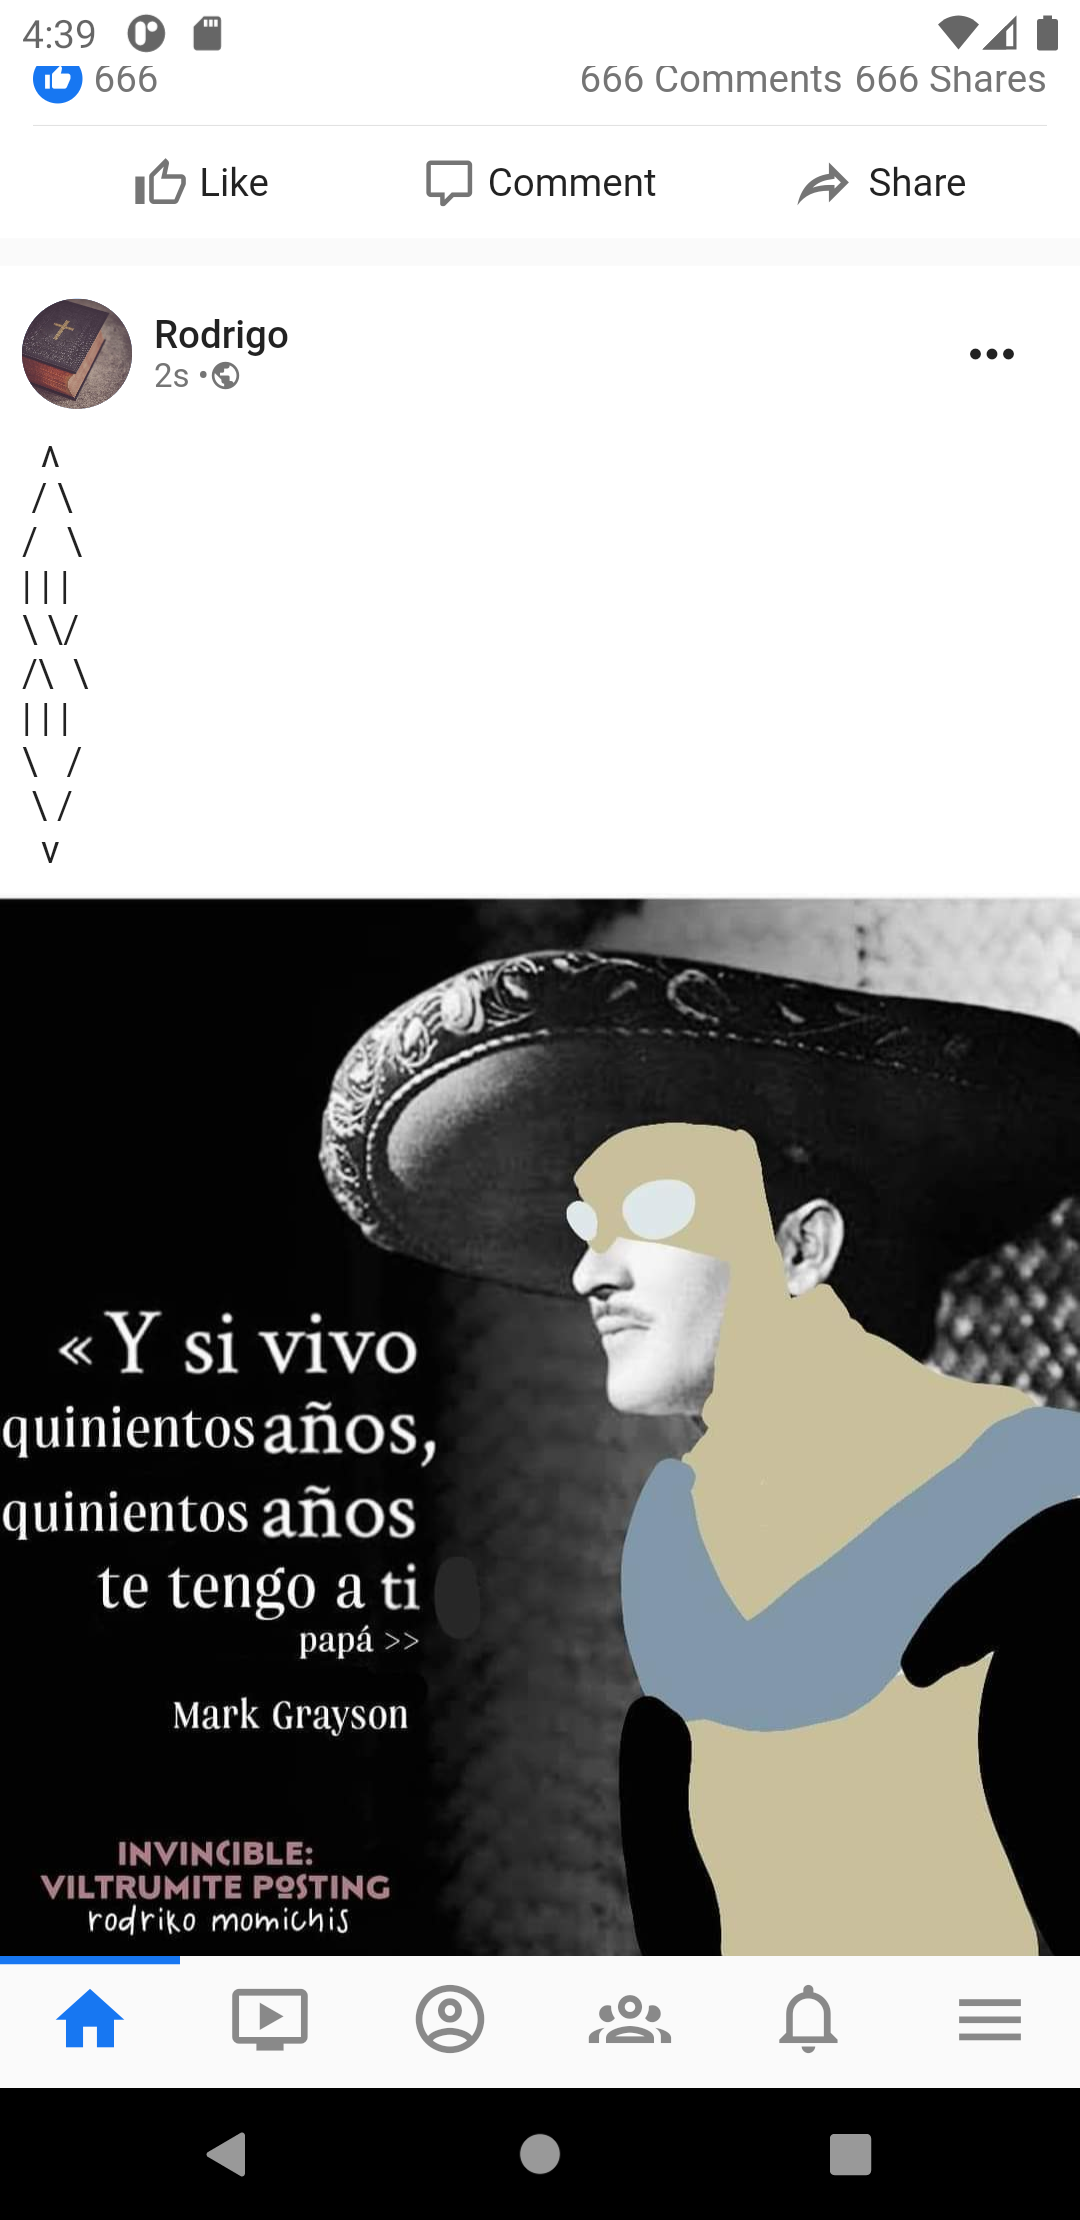 4:39
666 666 Comments 666 Shares
Like Comment Share
Rodrigo
2s •
^
/ \
/   \
| | |
\ \/
/\  \
| | |
\   /
\ /
v
«Y si vivo
quinientos años,
quinientos años
te tengo a ti
papá >>
Mark Grayson
INVINCIBLE:
VILTRUMITE POSTING
rodriko momichis